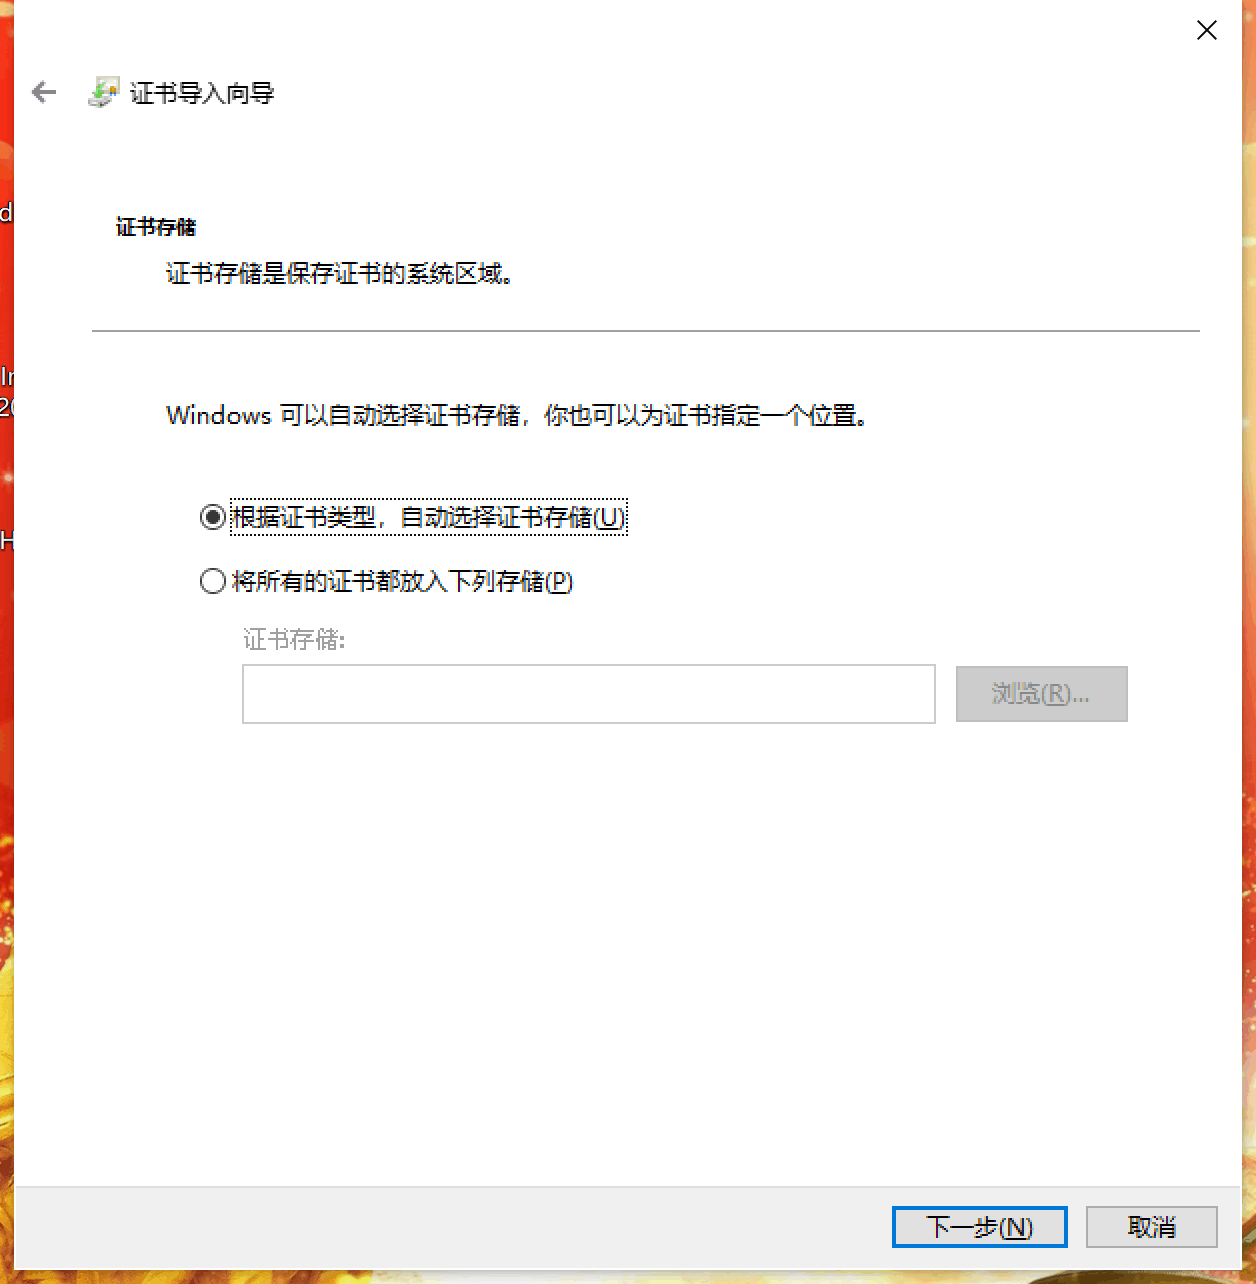 证书导入向导
证书存储
证书存储是保存证书的系统区域。
Windows 可以自动选择证书存储，你也可以为证书指定一个位置。
根据证书类型，自动选择证书存储(U)
将所有的证书都放入下列存储(P)
证书存储:
浏览(R)...
下一步(N)
取消